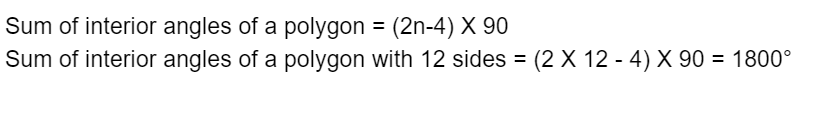 Sum of interior angles of a polygon = (2n-4) X 90
Sum of interior angles of a polygon with 12 sides = (2 X 12 - 4) X 90 = 1800°